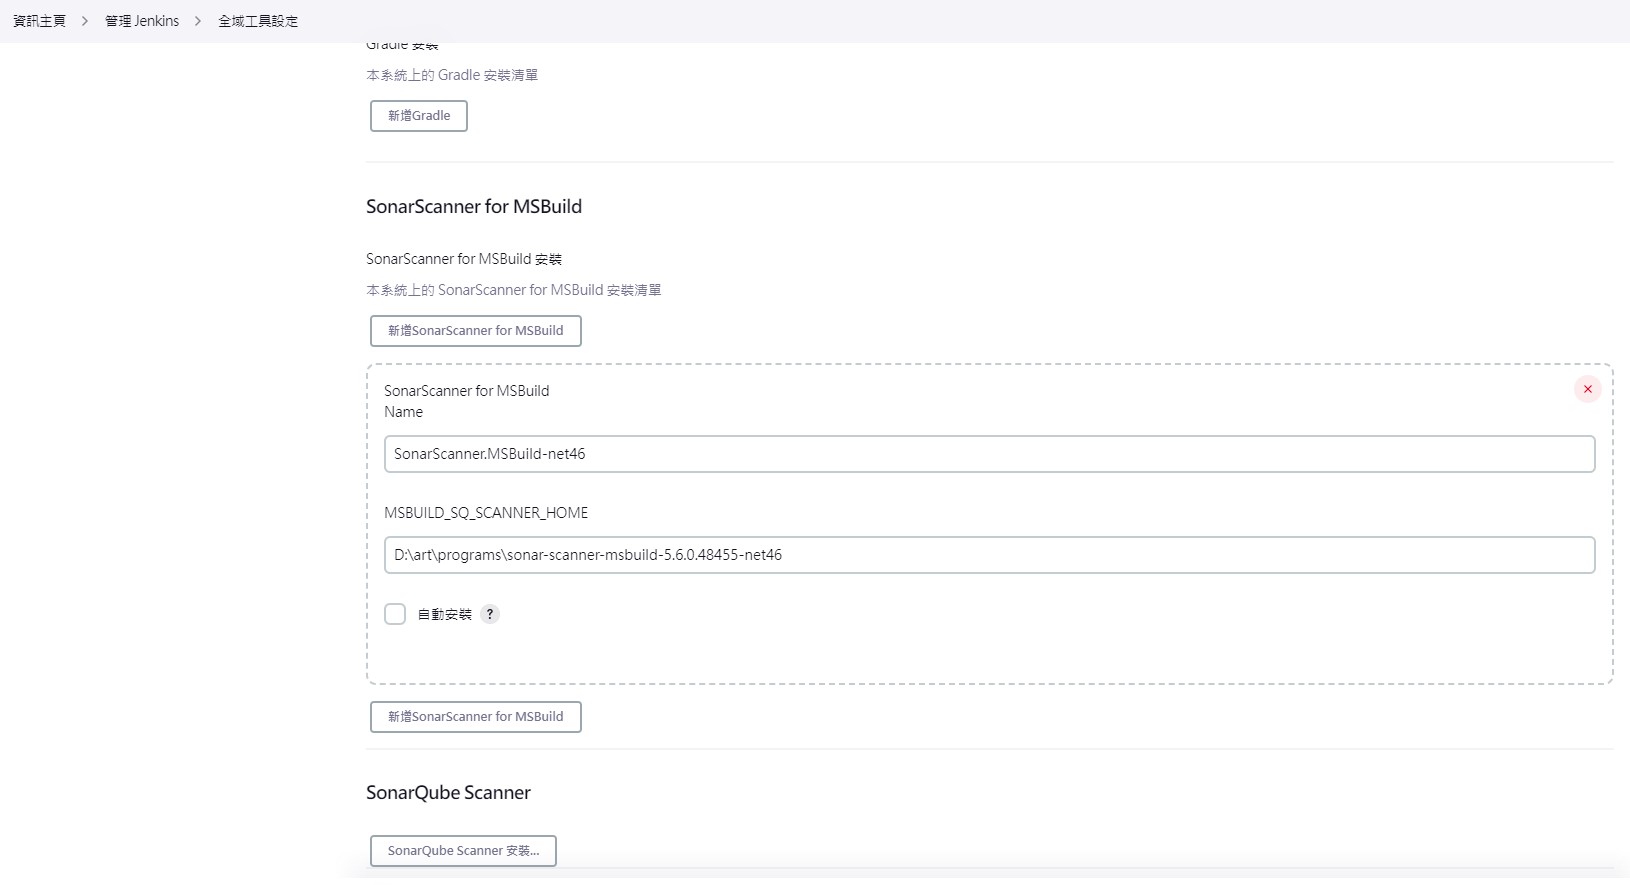 資訊主頁 > 管理 Jenkins > 全域工具設定
Gradle 安裝
本系統上的 Gradle 安裝清單
新增Gradle
SonarScanner for MSBuild
SonarScanner for MSBuild 安裝
本系統上的 SonarScanner for MSBuild 安裝清單
新增SonarScanner for MSBuild
SonarScanner for MSBuild
Name
SonarScanner.MSBuild-net46
MSBUILD_SQ_SCANNER_HOME
D:\art\programs\sonar-scanner-msbuild-5.6.0.48455-net46
自動安裝 ?
新增SonarScanner for MSBuild
SonarQube Scanner
SonarQube Scanner 安裝...